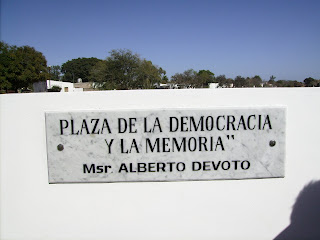 PLAZA DE LA DEMOCRACIA
Y LA MEMORIA"
Msr. ALBERTO DEVOTO